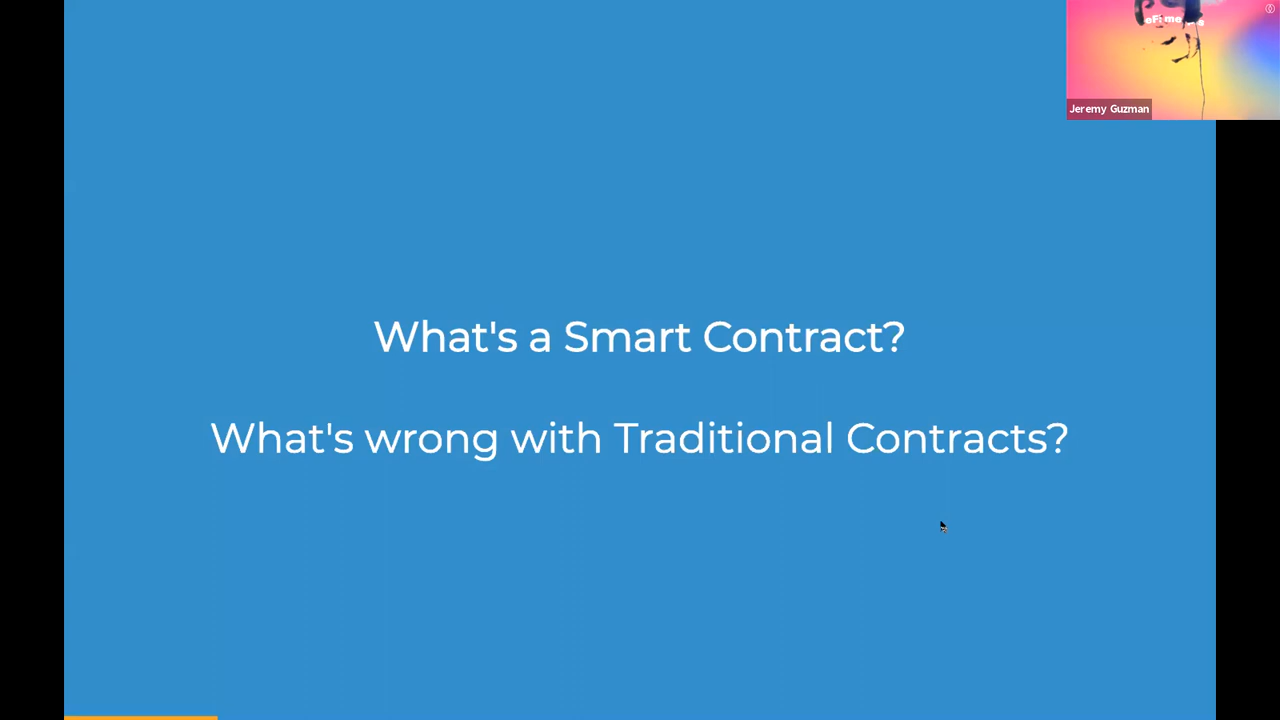 What's a Smart Contract?
What's wrong with Traditional Contracts?
Jeremy Guzman